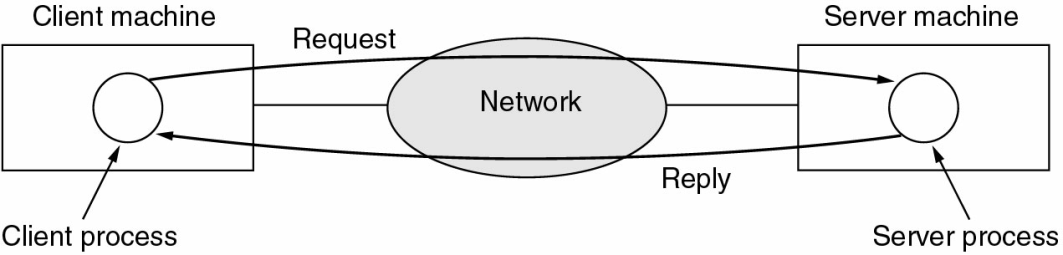 Client machine
Server machine
Request
Network
Reply
Client process
Server process